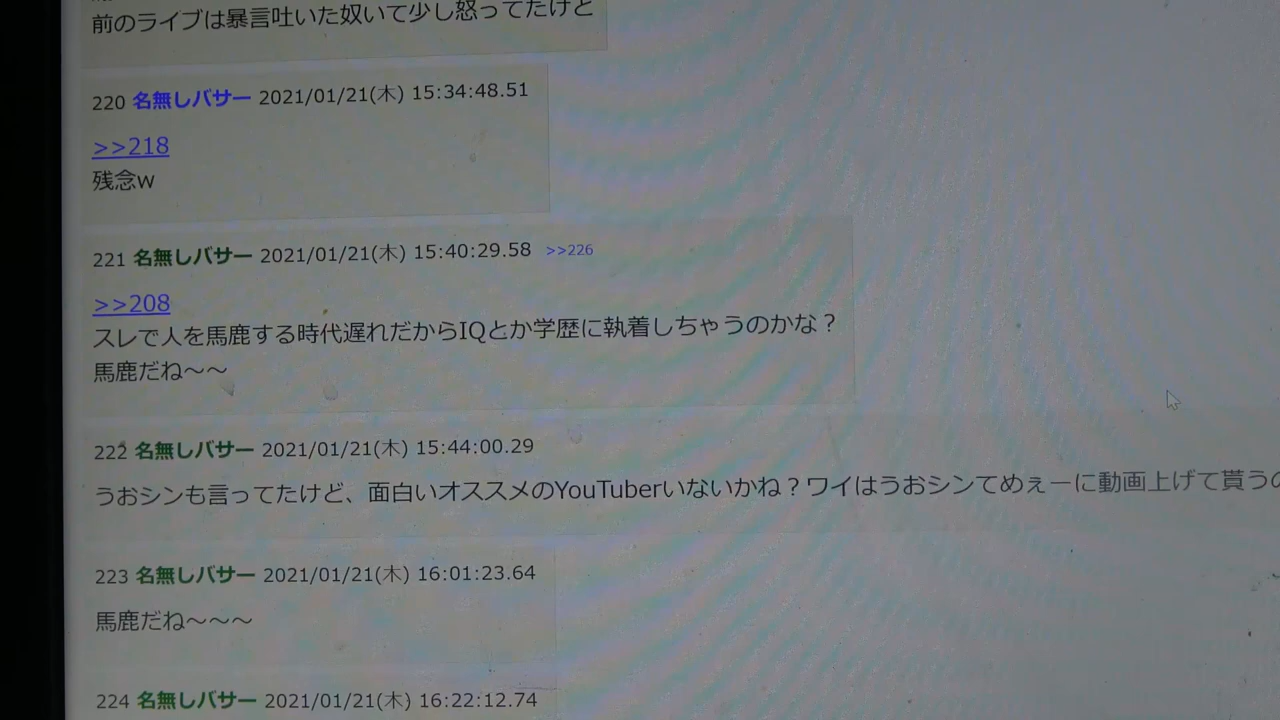 前のライブは暴言吐いた奴いて少し怒ってたけど
220 名無しバサー 2021/01/21(木) 15:34:48.51
>>218
残念w
221 名無しバサー 2021/01/21(木) 15:40:29.58 >>226
>>208
スレで人を馬鹿する時代遅れだからIQとか学歴に執着しちゃうのかな？
馬鹿だね～～
222 名無しバサー 2021/01/21(木) 15:44:00.29
うおシンも言ってたけど、面白いオススメのYouTuberいないかね？ワイはうおシンてめぇーに動画上げて貰うの
223 名無しバサー 2021/01/21(木) 16:01:23.64
馬鹿だね～～～
224 名無しバサー 2021/01/21(木) 16:22:12.74